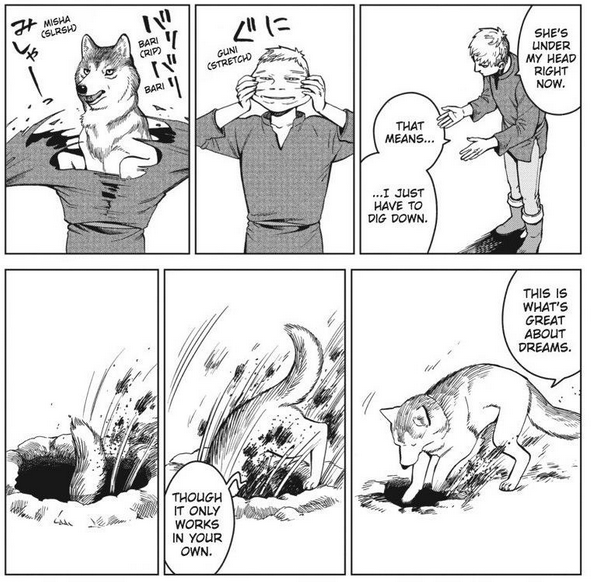 SHE'S
UNDER
MY HEAD
RIGHT
NOW.
THAT
MEANS...
...I JUST
HAVE TO
DIG DOWN.
ぐに
GUNI
(STRETCH)
バリ
バリ
BARI
(RIP)
BARI
みしゃー
MISHA
(SLRSH)
THIS IS
WHAT'S
GREAT
ABOUT
DREAMS.
THOUGH
IT ONLY
WORKS
IN YOUR
OWN.